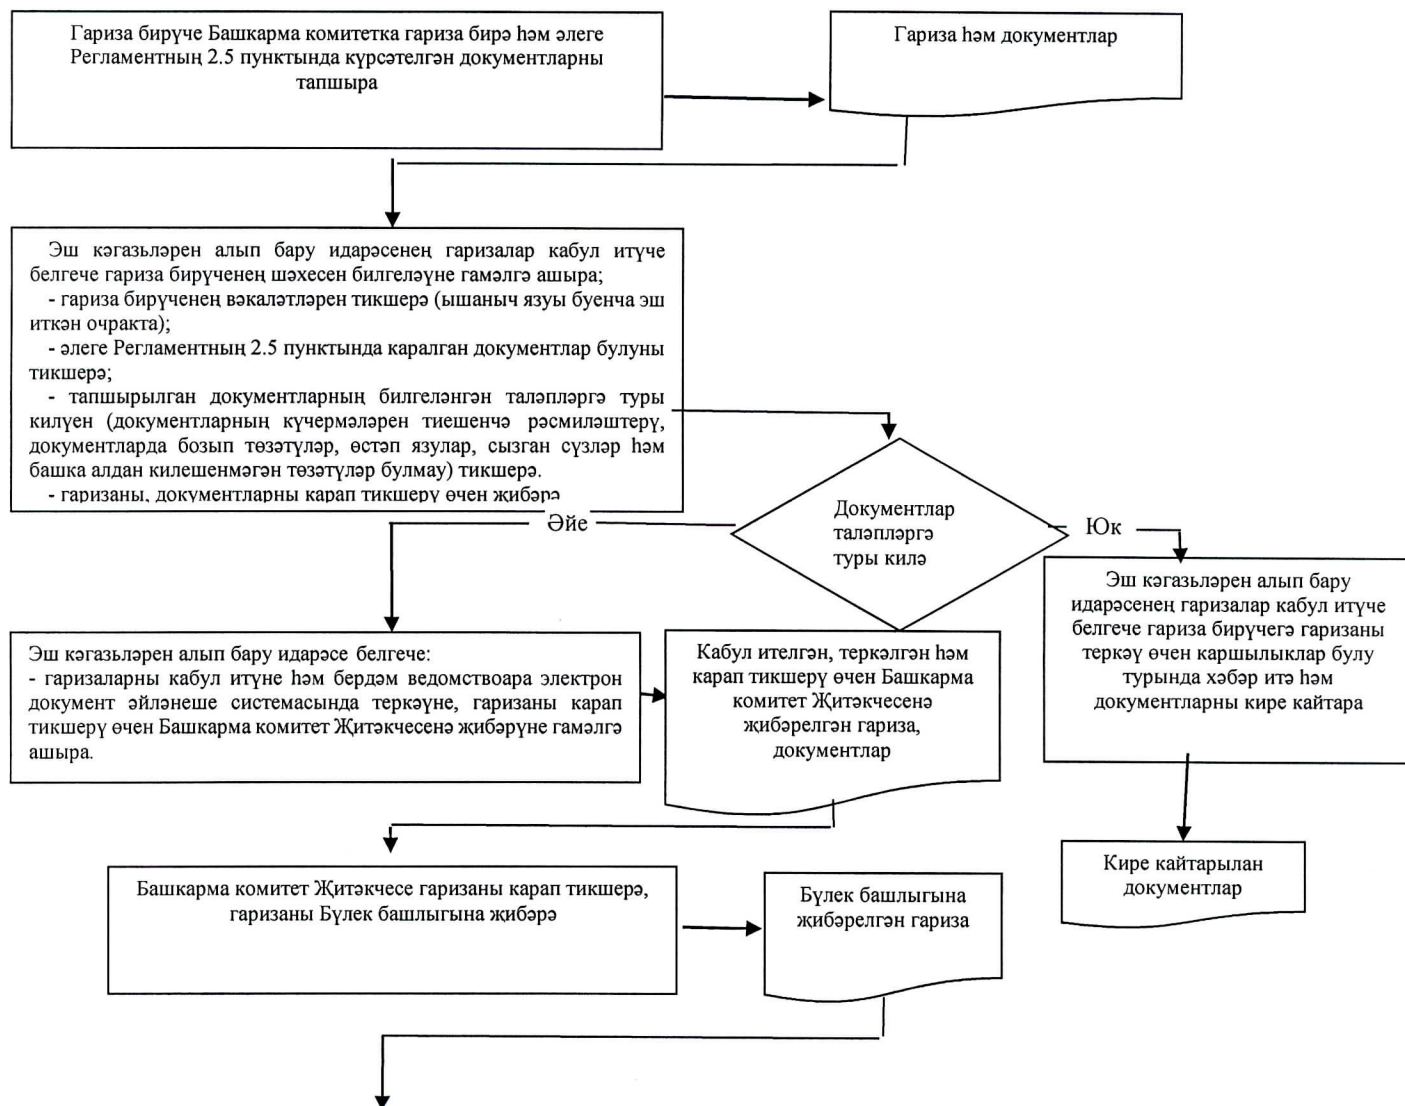 Гариза бирүче Башкарма комитетка гариза бирә һәм әлеге
Регламентның 2.5 пунктында күрсәтелгән документларны
тапшыра
Гариза һәм документлар
Эш кәгазьләрен алып бару идарәсенең гаризалар кабул итүче
белгече гариза бирүченең шәхесен билгеләүне гамәлгә ашыра;
- гариза бирүченең вәкаләтләрен тикшерә (ышаныч язуы буенча эш
иткән очракта);
- әлеге Регламентның 2.5 пунктында каралган документлар булуны
тикшерә;
- тапшырылган документларның билгеләнгән таләпләргә туры
килүен (документларның күчермәләрен тиешенчә рәсмиләштерү,
документларда бозып төзәтүләр, өстәп язулар, сызган сүзләр һәм
башка алдан килешенмәгән төзәтүләр булмау) тикшерә.
- гаризаны, документларны карап тикшерү өчен җибәрә
Документлар
таләпләргә
туры килә
Әйе
Юк
Эш кәгазьләрен алып бару
идарәсенең гаризалар кабул итүче
белгече гариза бирүчегә гаризаны
теркәү өчен каршылыклар булу
турында хәбәр итә һәм
документларны кире кайтара
Эш кәгазьләрен алып бару идарәсе белгече:
- гаризаларны кабул итүне һәм бердәм ведомствоара электрон
документ әйләнеше системасында теркәүне, гаризаны карап
тикшерү өчен Башкарма комитет Җитәкчесенә җибәрүне гамәлгә
ашыра.
Кабул ителгән, теркәлгән һәм
карап тикшерү өчен Башкарма
комитет Җитәкчесенә
җибәрелгән гариза,
документлар
Кире кайтарылан
документлар
Башкарма комитет Җитәкчесе гаризаны карап тикшерә,
гаризаны Бүлек башлыгына җибәрә
Бүлек башлыгына
җибәрелгән гариза